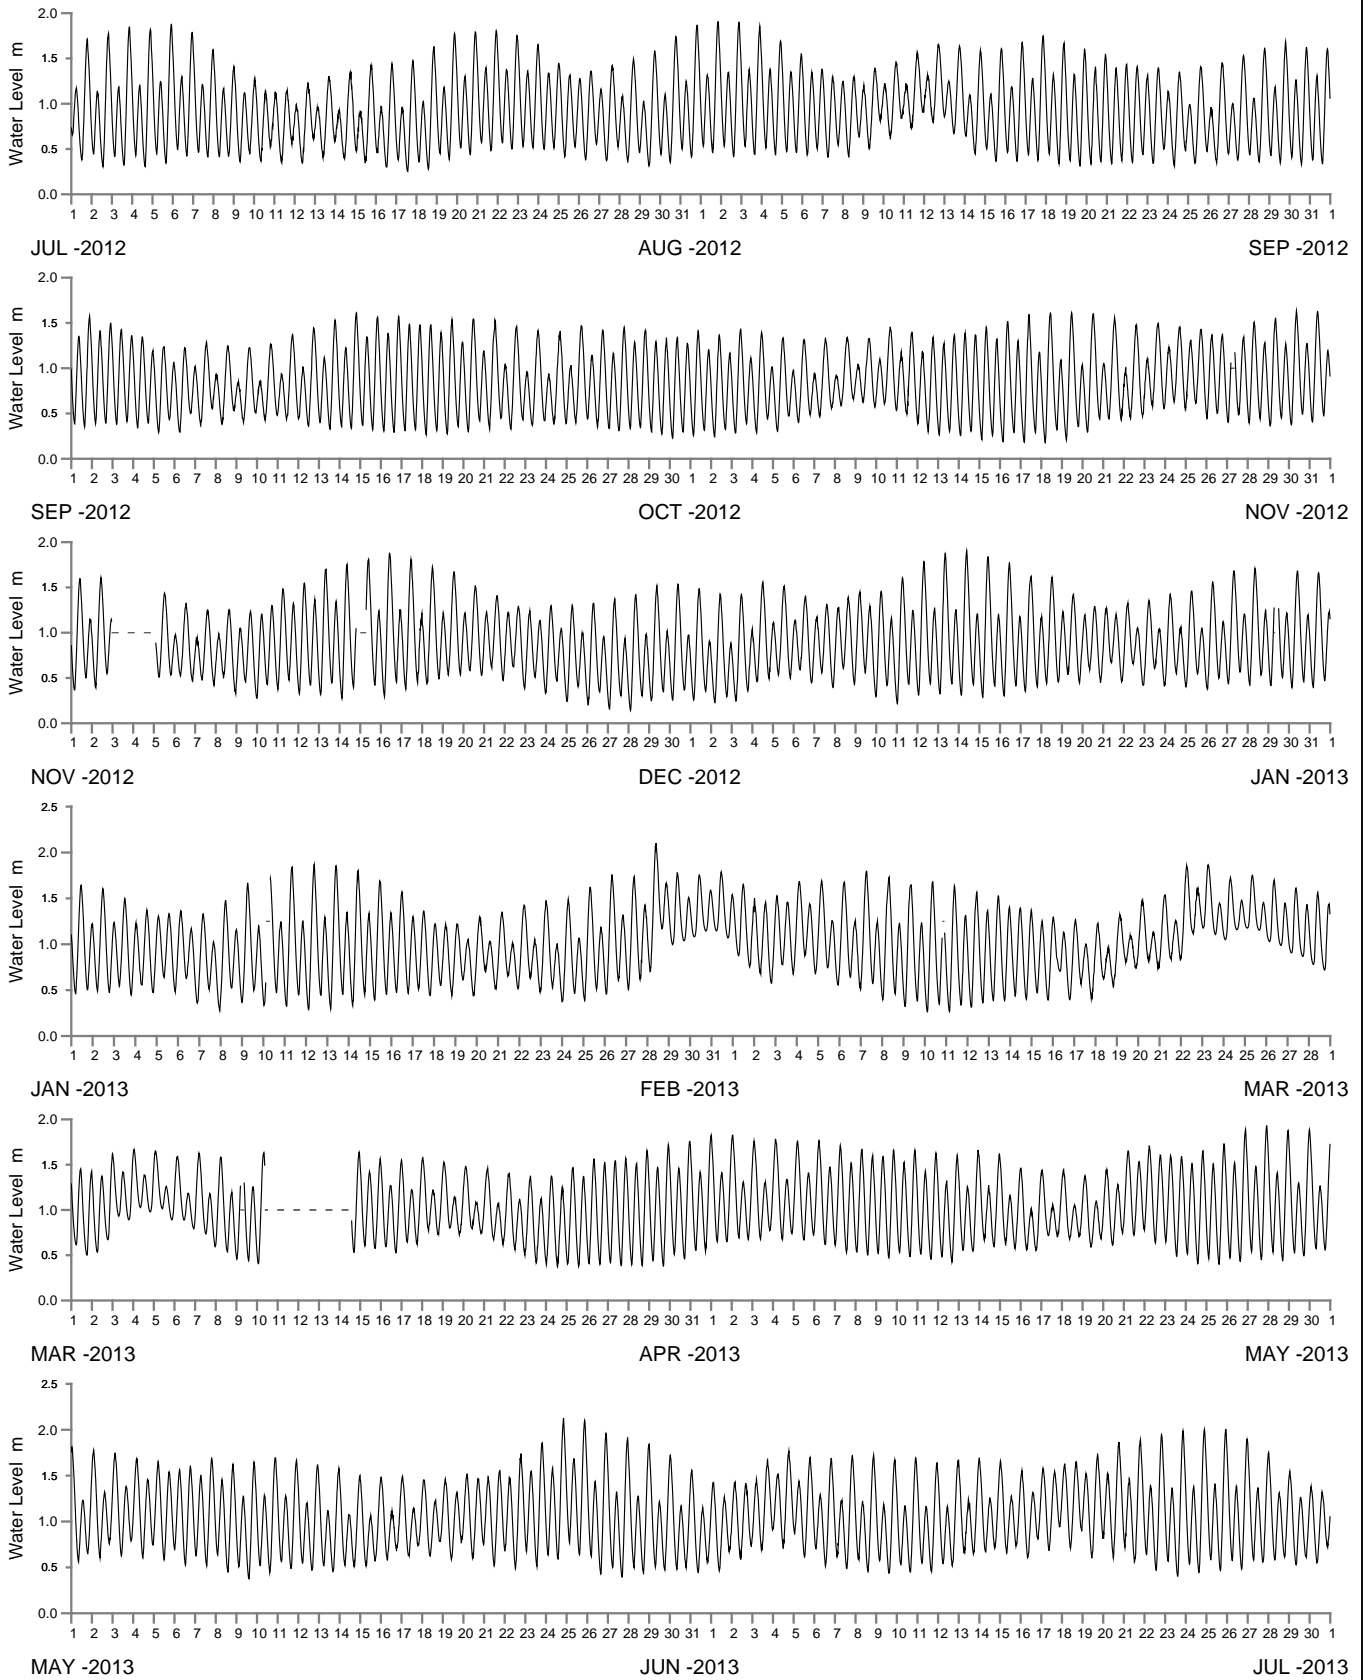 Water Level m
2.0
1.5
1.0
0.5
0.0
1 2 3 4 5 6 7 8 9 10 11 12 13 14 15 16 17 18 19 20 21 22 23 24 25 26 27 28 29 30 31 1 2 3 4 5 6 7 8 9 10 11 12 13 14 15 16 17 18 19 20 21 22 23 24 25 26 27 28 29 30 31 1
JUL -2012 AUG -2012 SEP -2012
Water Level m
2.0
1.5
1.0
0.5
0.0
1 2 3 4 5 6 7 8 9 10 11 12 13 14 15 16 17 18 19 20 21 22 23 24 25 26 27 28 29 30 1 2 3 4 5 6 7 8 9 10 11 12 13 14 15 16 17 18 19 20 21 22 23 24 25 26 27 28 29 30 31 1
SEP -2012 OCT -2012 NOV -2012
Water Level m
2.0
1.5
1.0
0.5
0.0
1 2 3 4 5 6 7 8 9 10 11 12 13 14 15 16 17 18 19 20 21 22 23 24 25 26 27 28 29 30 1 2 3 4 5 6 7 8 9 10 11 12 13 14 15 16 17 18 19 20 21 22 23 24 25 26 27 28 29 30 31 1
NOV -2012 DEC -2012 JAN -2013
Water Level m
2.5
2.0
1.5
1.0
0.5
0.0
1 2 3 4 5 6 7 8 9 10 11 12 13 14 15 16 17 18 19 20 21 22 23 24 25 26 27 28 29 30 31 1 2 3 4 5 6 7 8 9 10 11 12 13 14 15 16 17 18 19 20 21 22 23 24 25 26 27 28 1
JAN -2013 FEB -2013 MAR -2013
Water Level m
2.0
1.5
1.0
0.5
0.0
1 2 3 4 5 6 7 8 9 10 11 12 13 14 15 16 17 18 19 20 21 22 23 24 25 26 27 28 29 30 31 1 2 3 4 5 6 7 8 9 10 11 12 13 14 15 16 17 18 19 20 21 22 23 24 25 26 27 28 29 30 1
MAR -2013 APR -2013 MAY -2013
Water Level m
2.5
2.0
1.5
1.0
0.5
0.0
1 2 3 4 5 6 7 8 9 10 11 12 13 14 15 16 17 18 19 20 21 22 23 24 25 26 27 28 29 30 31 1 2 3 4 5 6 7 8 9 10 11 12 13 14 15 16 17 18 19 20 21 22 23 24 25 26 27 28 29 30 1
MAY -2013 JUN -2013 JUL -2013